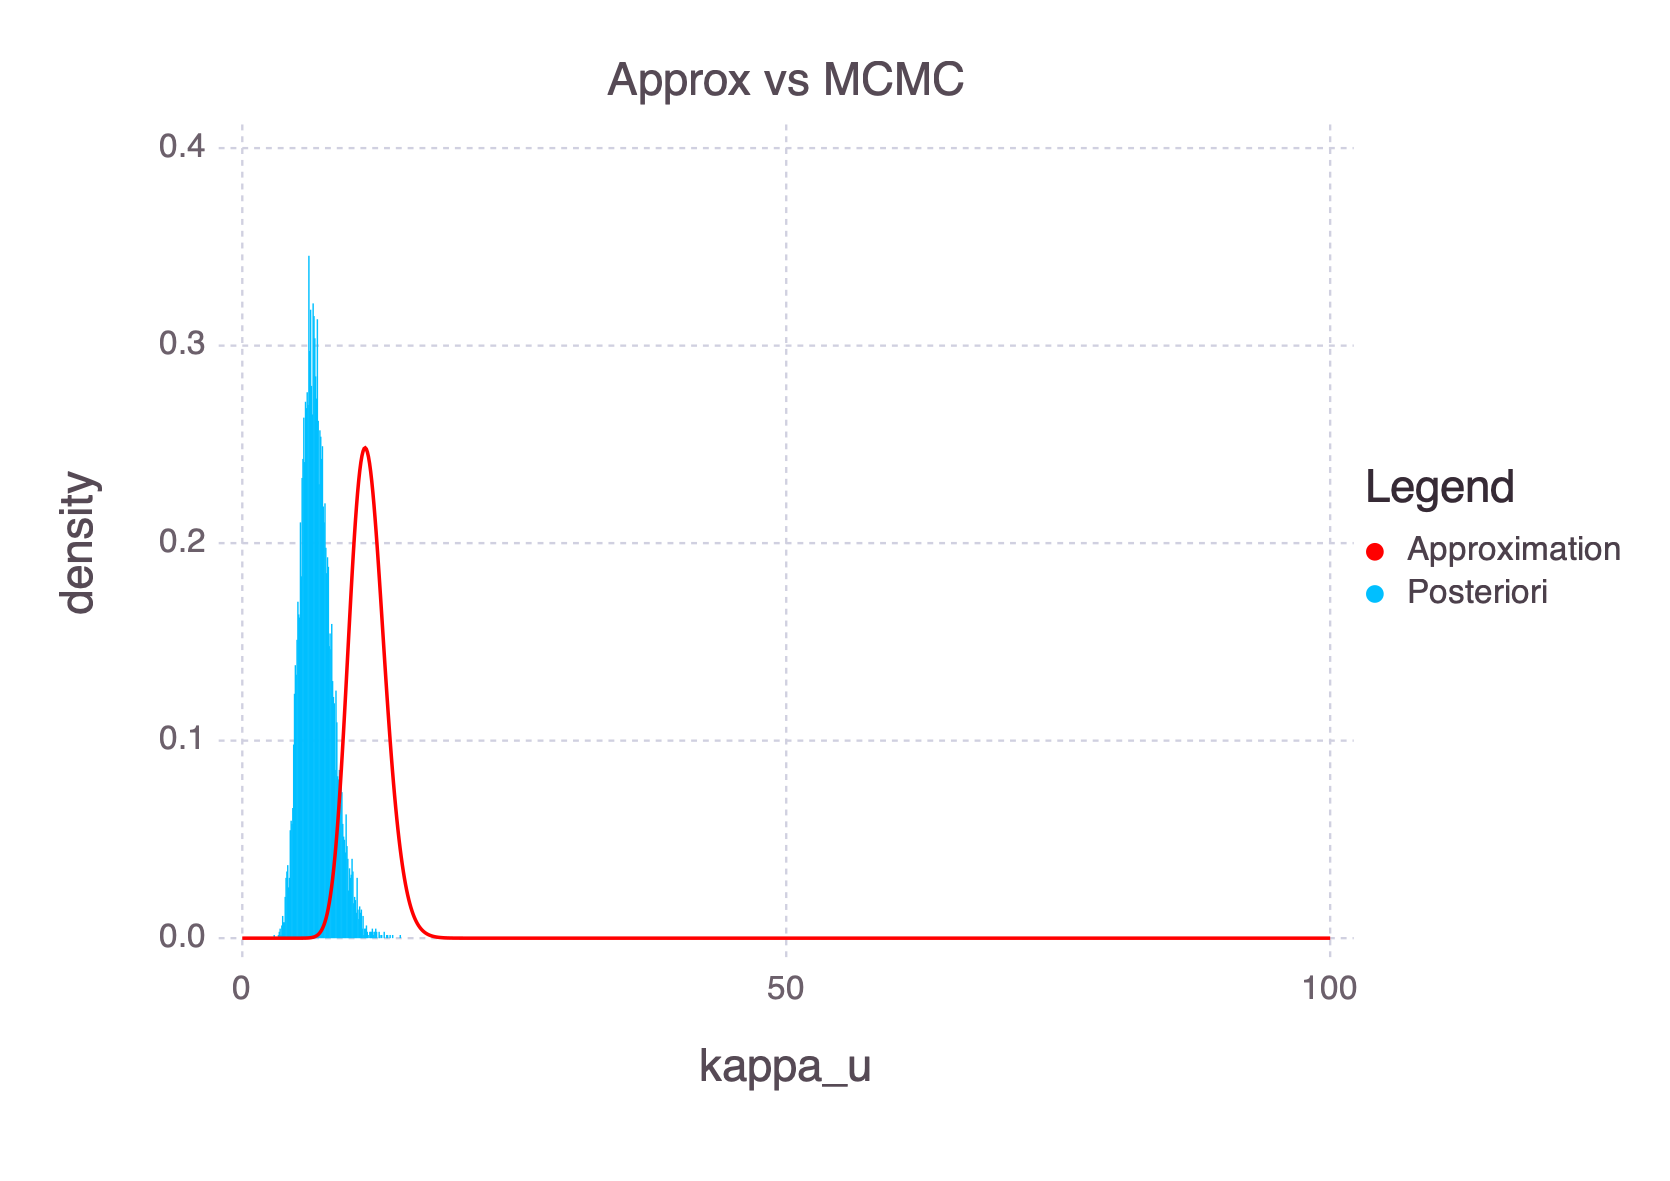 Approx vs MCMC
0.4
0.3
0.2
0.1
0.0
density
0 50 100
kappa_u
Legend
Approximation
Posteriori